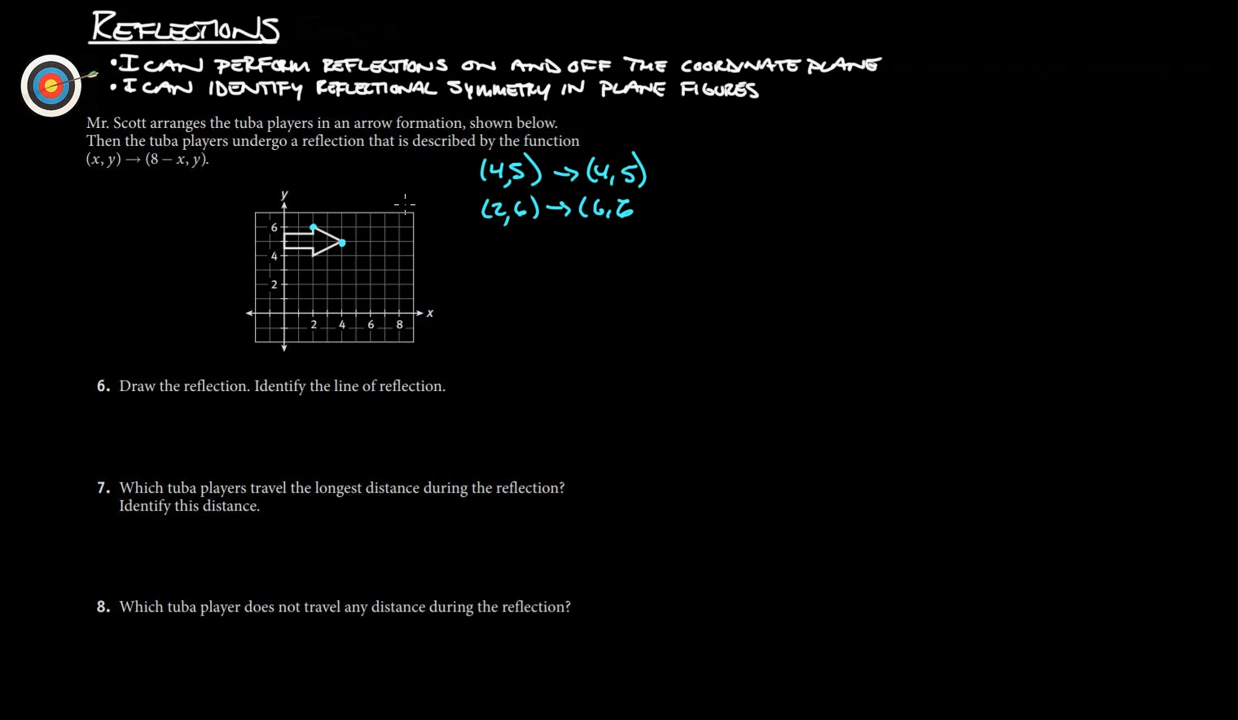 REFLECTIONS
• I CAN PERFORM REFLECTIONS ON AND OFF THE COORDINATE PLANE
• I CAN IDENTIFY REFLECTIONAL SYMMETRY IN PLANE FIGURES
Mr. Scott arranges the tuba players in an arrow formation, shown below.
Then the tuba players undergo a reflection that is described by the function
(x, y) → (8 − x, y).
(4,5) → (4,5)
(2,6) → (6,6
y
6
4
2
x
2 4 6 8
6. Draw the reflection. Identify the line of reflection.
7. Which tuba players travel the longest distance during the reflection?
Identify this distance.
8. Which tuba player does not travel any distance during the reflection?